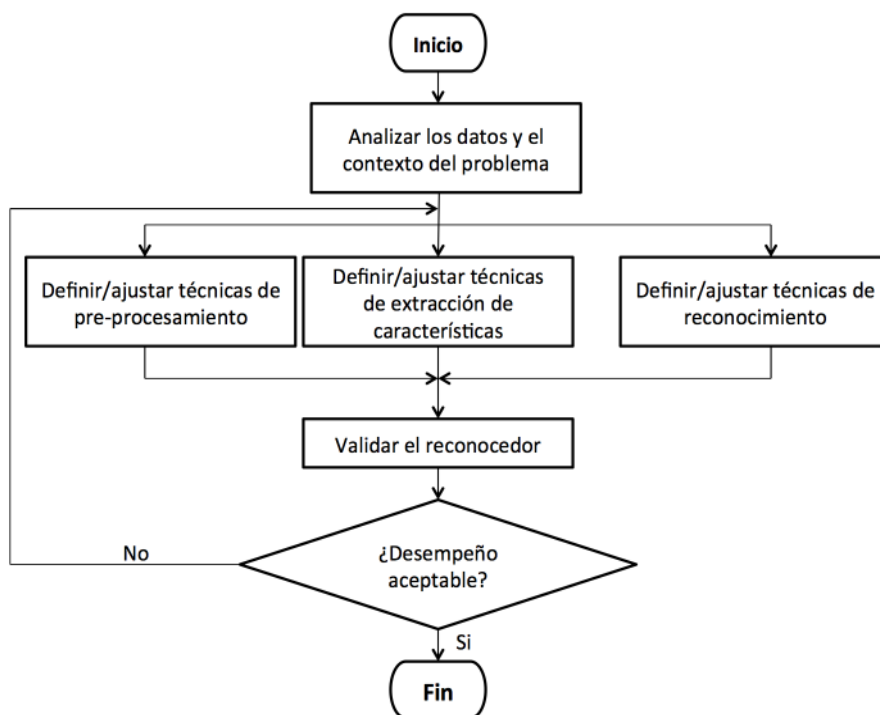 Inicio
Analizar los datos y el
contexto del problema
Definir/ajustar técnicas de
pre-procesamiento
Definir/ajustar técnicas
de extracción de
características
Definir/ajustar técnicas de
reconocimiento
Validar el reconocedor
¿Desempeño
aceptable?
No
Si
Fin